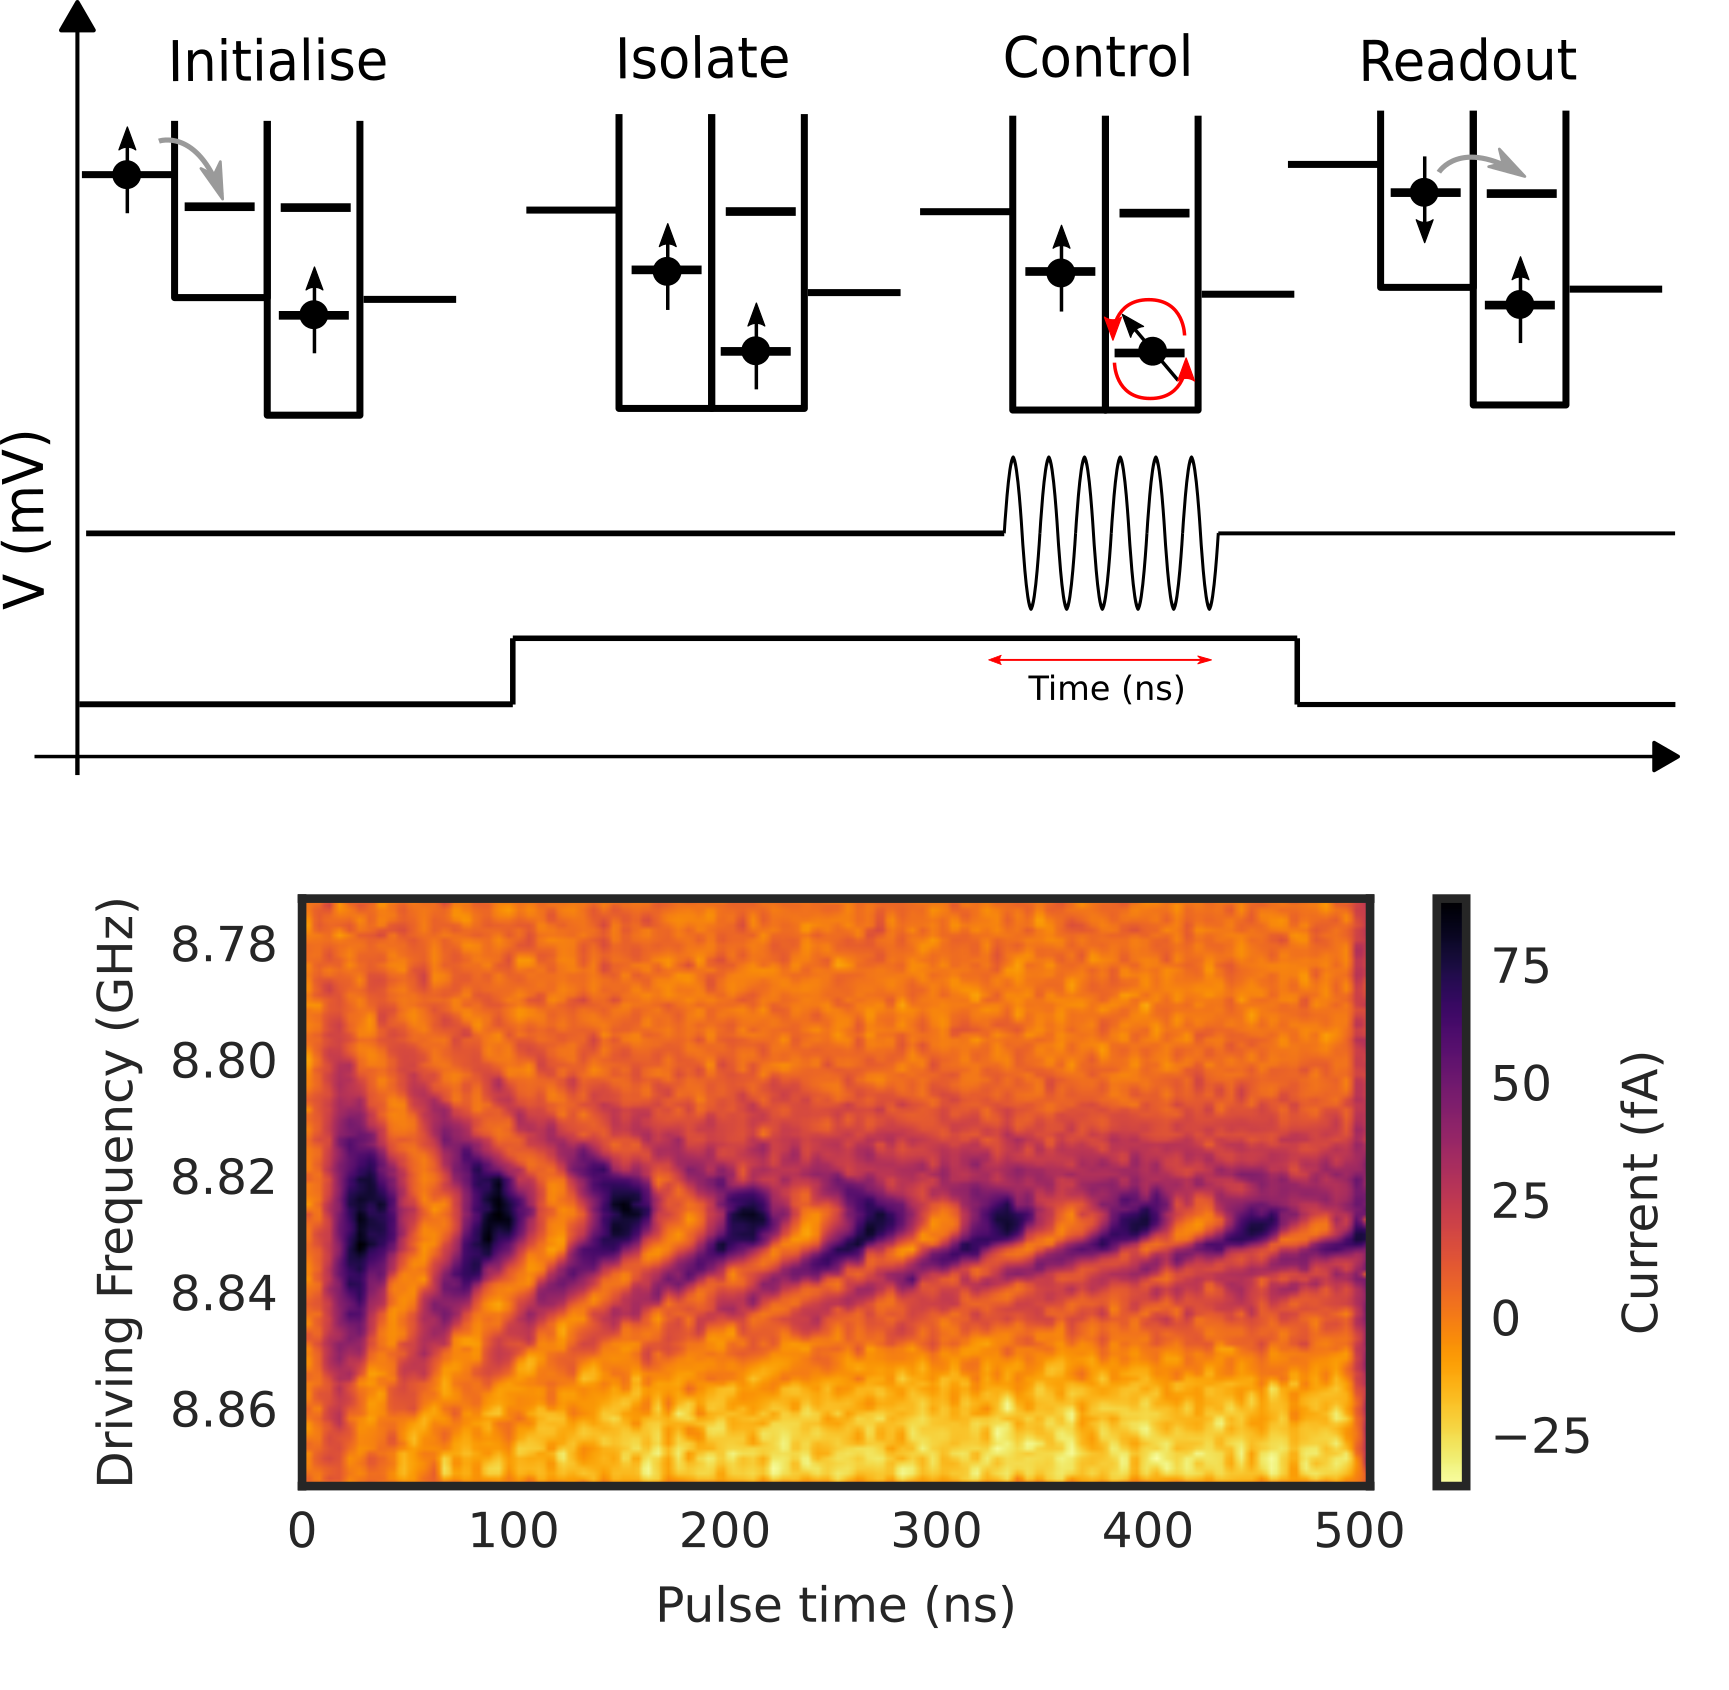 Initialise
Isolate
Control
Readout
V (mV)
Time (ns)
Driving Frequency (GHz)
8.78
8.80
8.82
8.84
8.86
0
100
200
300
400
500
Pulse time (ns)
75
50
25
0
−25
Current (fA)